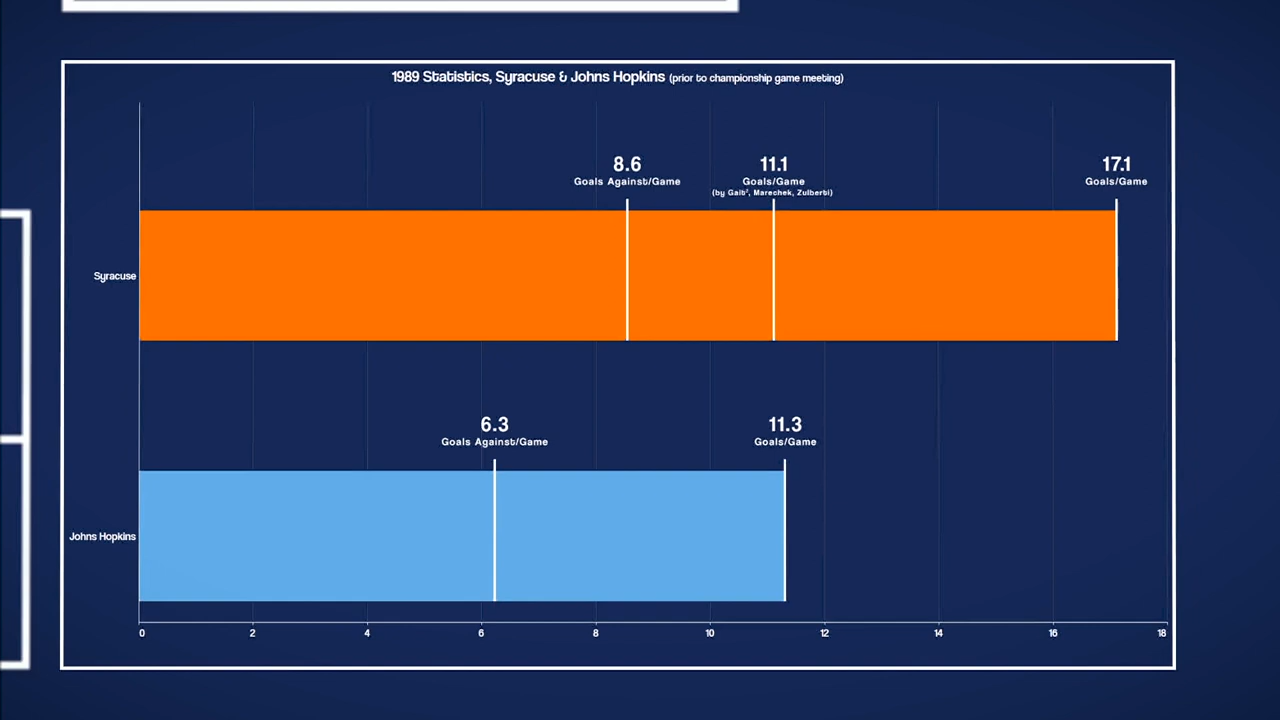 1989 Statistics, Syracuse & Johns Hopkins (prior to championship game meeting)
8.6
Goals Against/Game
11.1
Goals/Game
(by Gait², Marechek, Zulberti)
17.1
Goals/Game
Syracuse
6.3
Goals Against/Game
11.3
Goals/Game
Johns Hopkins
0 2 4 6 8 10 12 14 16 18